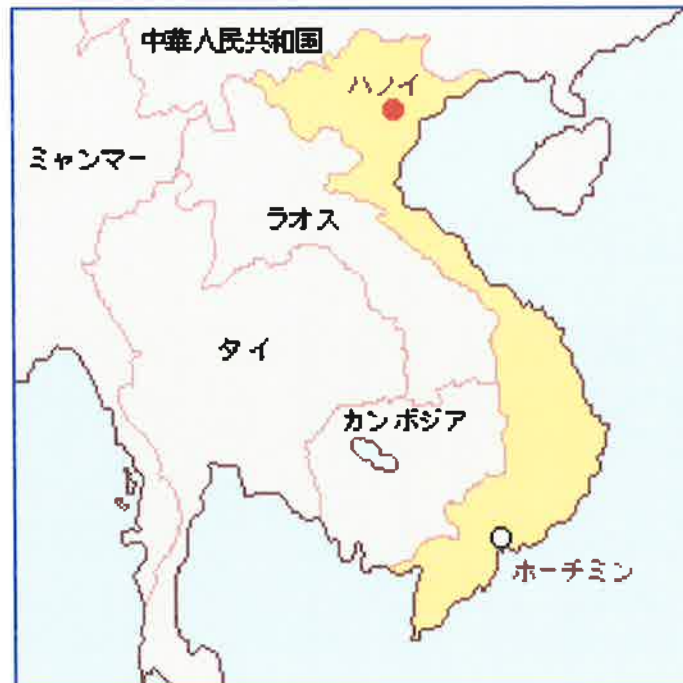 中華人民共和国
ハノイ
ミャンマー
ラオス
タイ
カンボジア
ホーチミン